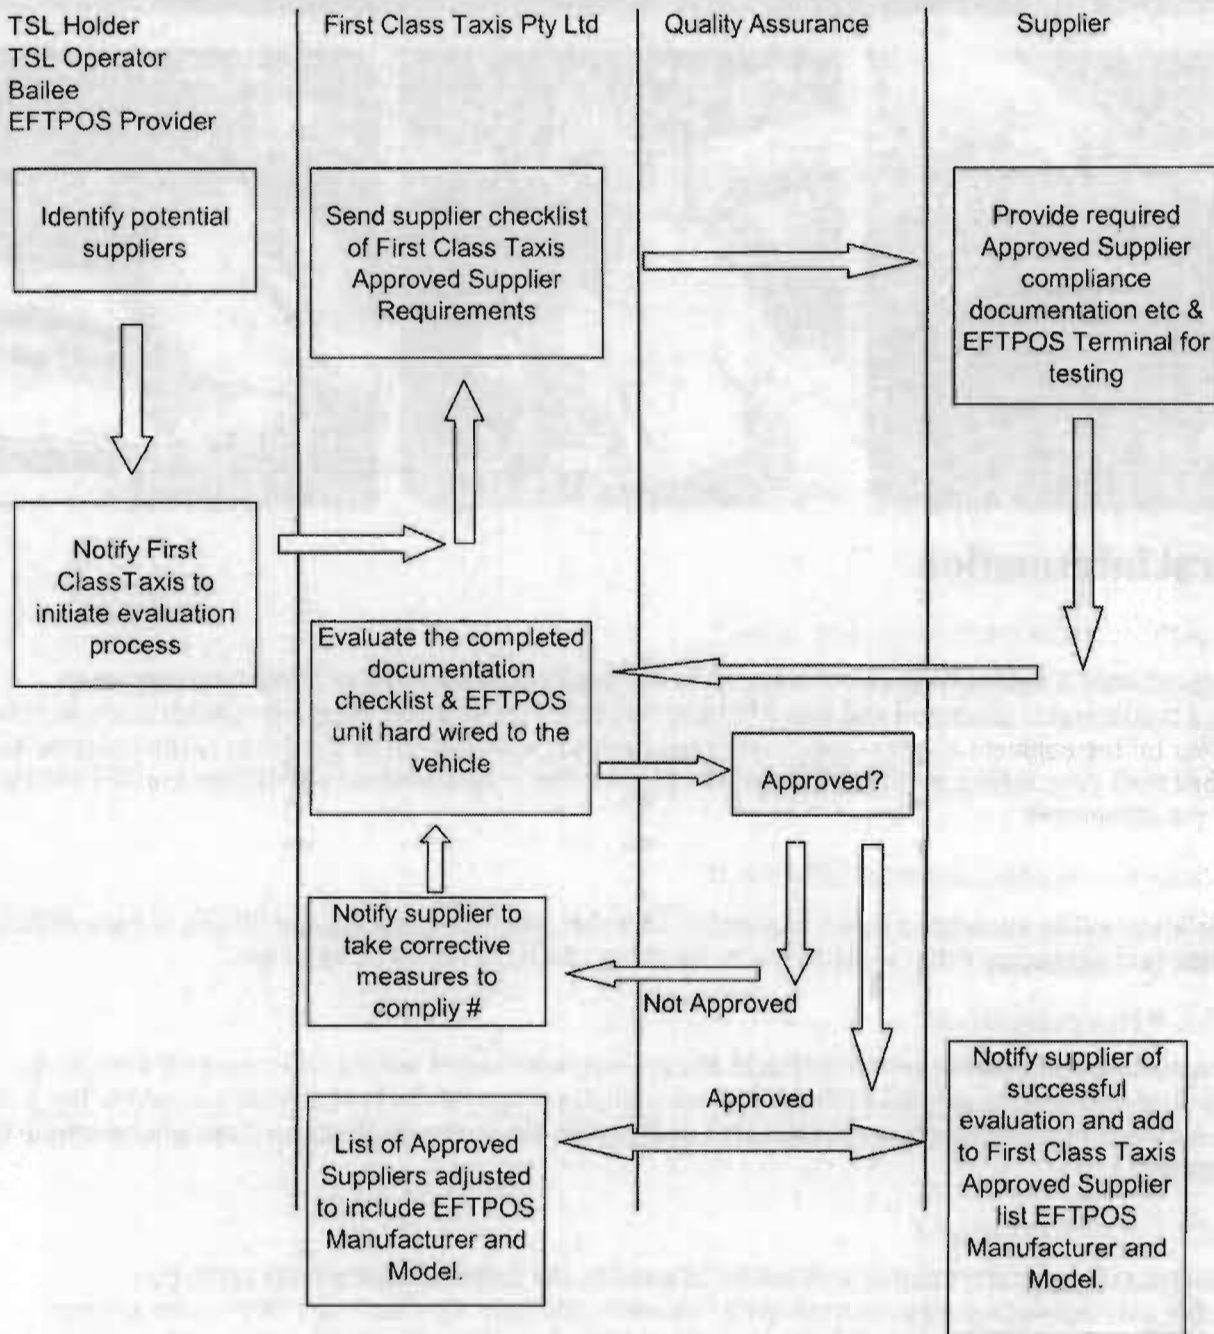 TSL Holder
TSL Operator
Bailee
EFTPOS Provider
First Class Taxis Pty Ltd
Quality Assurance
Supplier
Identify potential
suppliers
Send supplier checklist
of First Class Taxis
Approved Supplier
Requirements
Provide required
Approved Supplier
compliance
documentation etc &
EFTPOS Terminal for
testing
Notify First
ClassTaxis to
initiate evaluation
process
Evaluate the completed
documentation
checklist & EFTPOS
unit hard wired to the
vehicle
Approved?
Notify supplier to
take corrective
measures to
compliy #
Not Approved
Approved
List of Approved
Suppliers adjusted
to include EFTPOS
Manufacturer and
Model.
Notify supplier of
successful
evaluation and add
to First Class Taxis
Approved Supplier
list EFTPOS
Manufacturer and
Model.